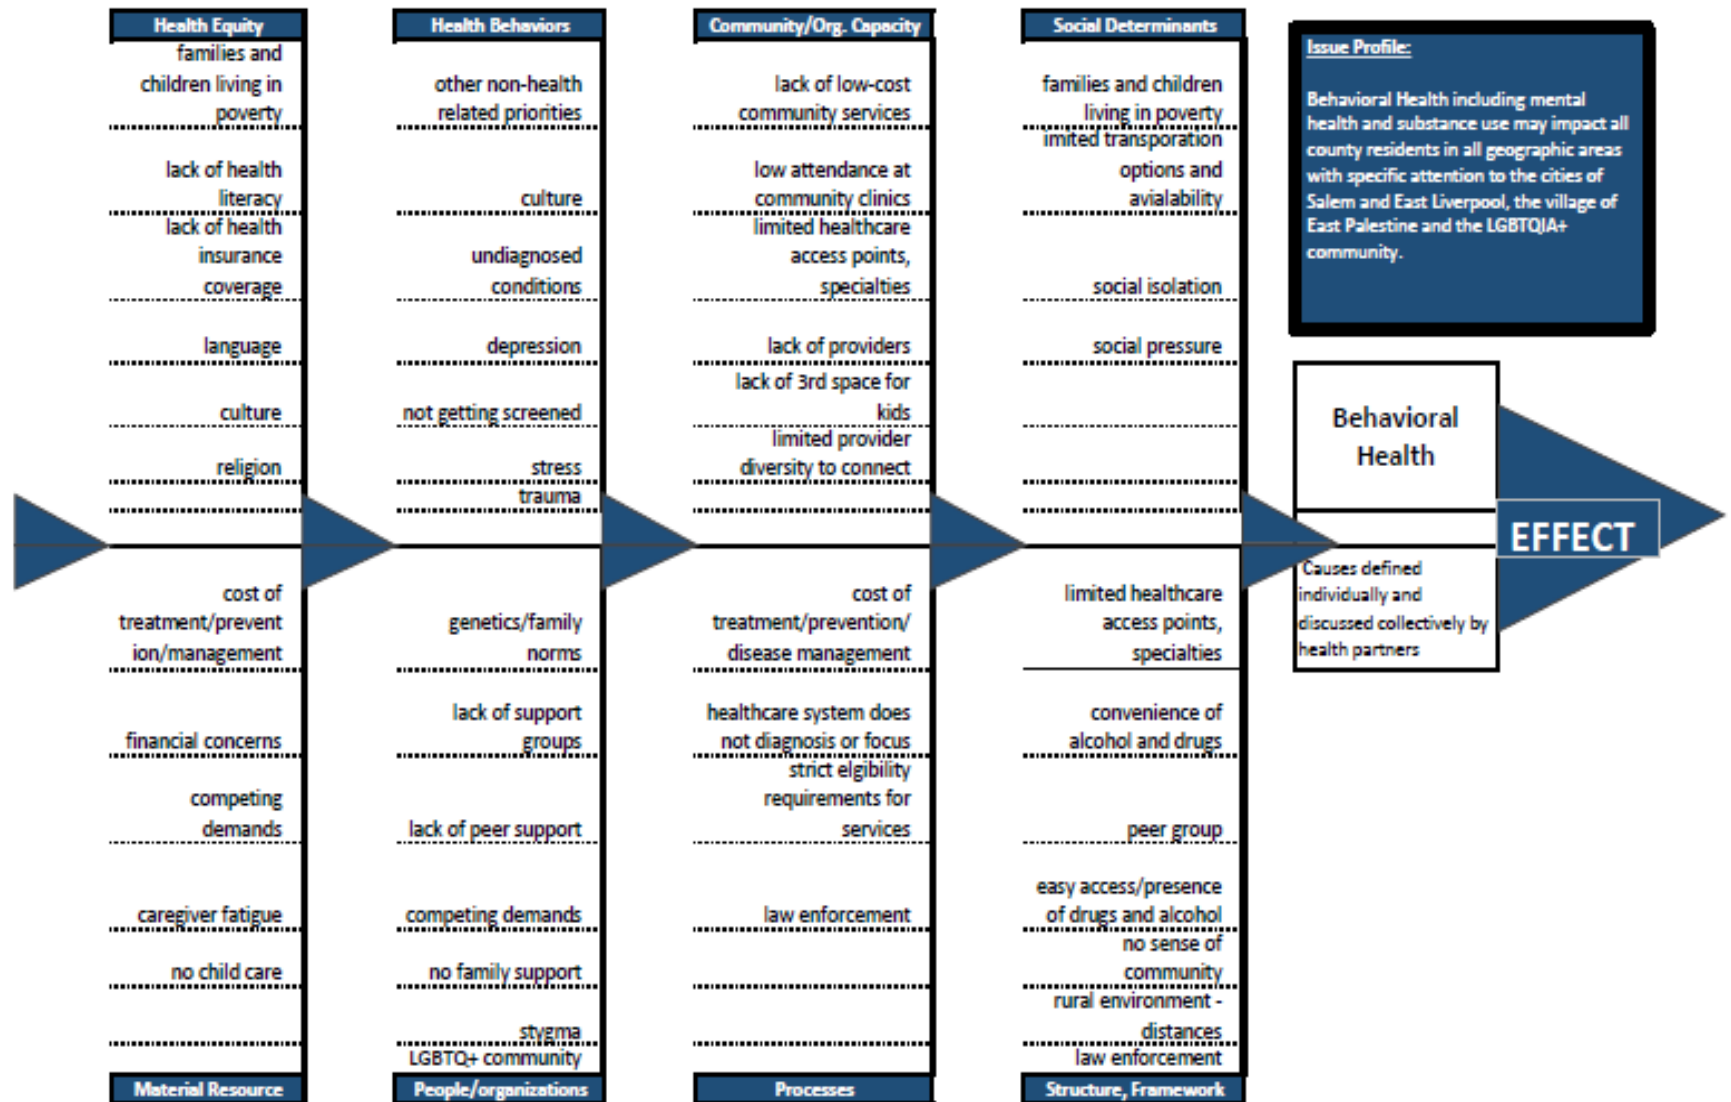 Health Equity
families and
children living in
poverty
lack of health
literacy
lack of health
insurance
coverage
language
culture
religion
Health Behaviors
other non-health
related priorities
culture
undiagnosed
conditions
depression
not getting screened
stress
trauma
Community/Org. Capacity
lack of low-cost
community services
low attendance at
community clinics
limited healthcare
access points,
specialties
lack of providers
lack of 3rd space for
kids
limited provider
diversity to connect
Social Determinants
families and children
living in poverty
imited transporation
options and
avialability
social isolation
social pressure
Issue Profile:
Behavioral Health including mental
health and substance use may impact all
county residents in all geographic areas
with specific attention to the cities of
Salem and East Liverpool, the village of
East Palestine and the LGBTQIA+
community.
Behavioral
Health
EFFECT
Causes defined
individually and
discussed collectively by
health partners
cost of
treatment/prevent
ion/management
financial concerns
competing
demands
caregiver fatigue
no child care
Material Resource
genetics/family
norms
lack of support
groups
lack of peer support
competing demands
no family support
stygma
LGBTQ+ community
People/organizations
cost of
treatment/prevention/
disease management
healthcare system does
not diagnosis or focus
strict elgibility
requirements for
services
law enforcement
Processes
limited healthcare
access points,
specialties
convenience of
alcohol and drugs
peer group
easy access/presence
of drugs and alcohol
no sense of
community
rural environment -
distances
law enforcement
Structure, Framework